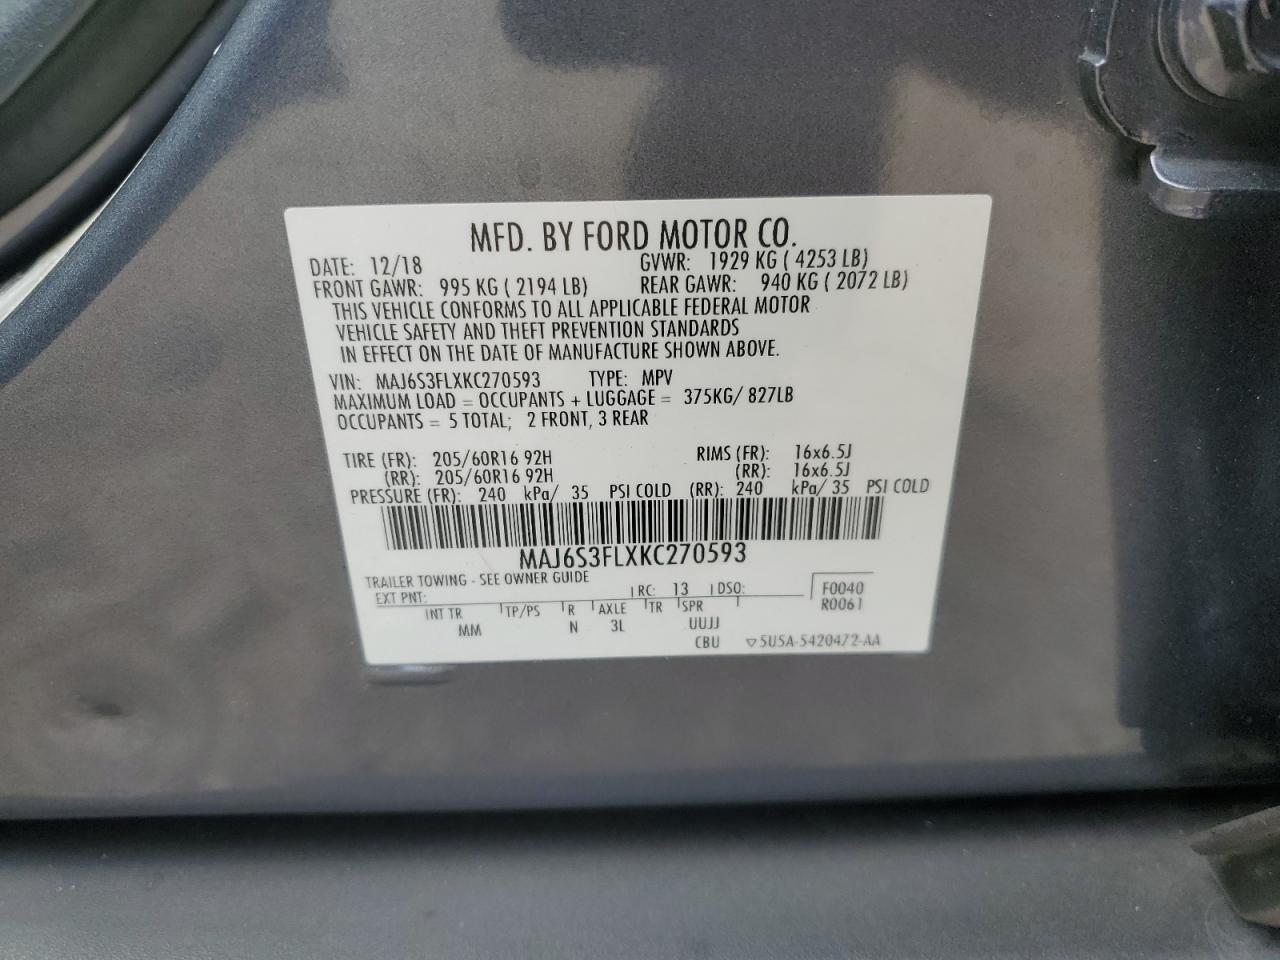 MFD. BY FORD MOTOR CO.
DATE: 12/18 GVWR: 1929 KG ( 4253 LB)
FRONT GAWR: 995 KG ( 2194 LB) REAR GAWR: 940 KG ( 2072 LB)
THIS VEHICLE CONFORMS TO ALL APPLICABLE FEDERAL MOTOR
VEHICLE SAFETY AND THEFT PREVENTION STANDARDS
IN EFFECT ON THE DATE OF MANUFACTURE SHOWN ABOVE.
VIN: MAJ6S3FLXKC270593 TYPE: MPV
MAXIMUM LOAD = OCCUPANTS + LUGGAGE = 375KG/ 827LB
OCCUPANTS = 5 TOTAL; 2 FRONT, 3 REAR
TIRE (FR): 205/60R16 92H RIMS (FR): 16x6.5J
(RR): 205/60R16 92H (RR): 16x6.5J
PRESSURE (FR): 240 kPa/ 35 PSI COLD (RR): 240 kPa/ 35 PSI COLD
MAJ6S3FLXKC270593
TRAILER TOWING - SEE OWNER GUIDE
EXT PNT: RC: 13 DSO: F0040
INT TR TP/PS R AXLE TR SPR R0061
MM N 3L UUJJ
CBU ▽5U5A-5420472-AA